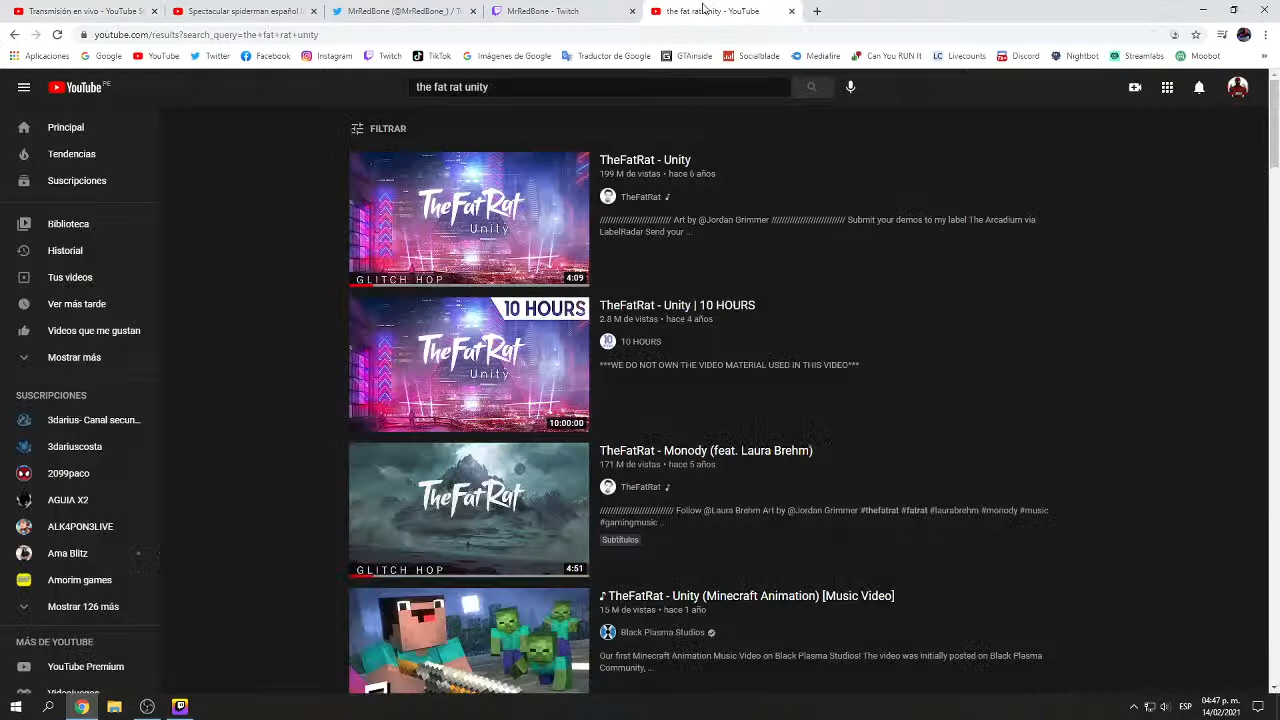 Transmisión en vivo - YouTube S
Spectacular spiderman español l
MrRedBone (@MrRedBone_) / T
MrRedBone - Twitch
the fat rat unity - YouTube
youtube.com/results?search_query=the+fat+rat+unity
Aplicaciones
Google
YouTube
Twitter
Facebook
Instagram
Twitch
TikTok
Imágenes de Google
Traductor de Google
GTAinside
Socialblade
Mediafire
Can You RUN It
Livecounts
Discord
Nightbot
Streamlabs
Moobot
YouTube PE
the fat rat unity
Principal
Tendencias
Suscripciones
Biblioteca
Historial
Tus videos
Ver más tarde
Videos que me gustan
Mostrar más
SUSCRIPCIONES
3darius- Canal secun...
3dariuscosta
2099paco
AGUIA X2
ALK4PON3LIVE
Ama Blitz
Amorim games
Mostrar 126 más
MÁS DE YOUTUBE
YouTube Premium
Videojuegos
FILTRAR
TheFatRat
Unity
GLITCH HOP
4:09
TheFatRat - Unity
199 M de vistas • hace 6 años
TheFatRat ♪
/////////////////////////// Art by @Jordan Grimmer /////////////////////////// Submit your demos to my label The Arcadium via
LabelRadar Send your ...
10 HOURS
TheFatRat
Unity
10:00:00
TheFatRat - Unity | 10 HOURS
2.8 M de vistas • hace 4 años
10 HOURS
***WE DO NOT OWN THE VIDEO MATERIAL USED IN THIS VIDEO***
TheFatRat
GLITCH HOP
4:51
TheFatRat - Monody (feat. Laura Brehm)
171 M de vistas • hace 5 años
TheFatRat ♪
/////////////////////////// Follow @Laura Brehm Art by @Jordan Grimmer #thefatrat #fatrat #laurabrehm #monody #music
#gamingmusic ...
Subtítulos
♪ TheFatRat - Unity (Minecraft Animation) [Music Video]
15 M de vistas • hace 1 año
Black Plasma Studios
Our first Minecraft Animation Music Video on Black Plasma Studios! The video was initially posted on Black Plasma
Community, ...
ESP
04:47 p. m.
14/02/2021